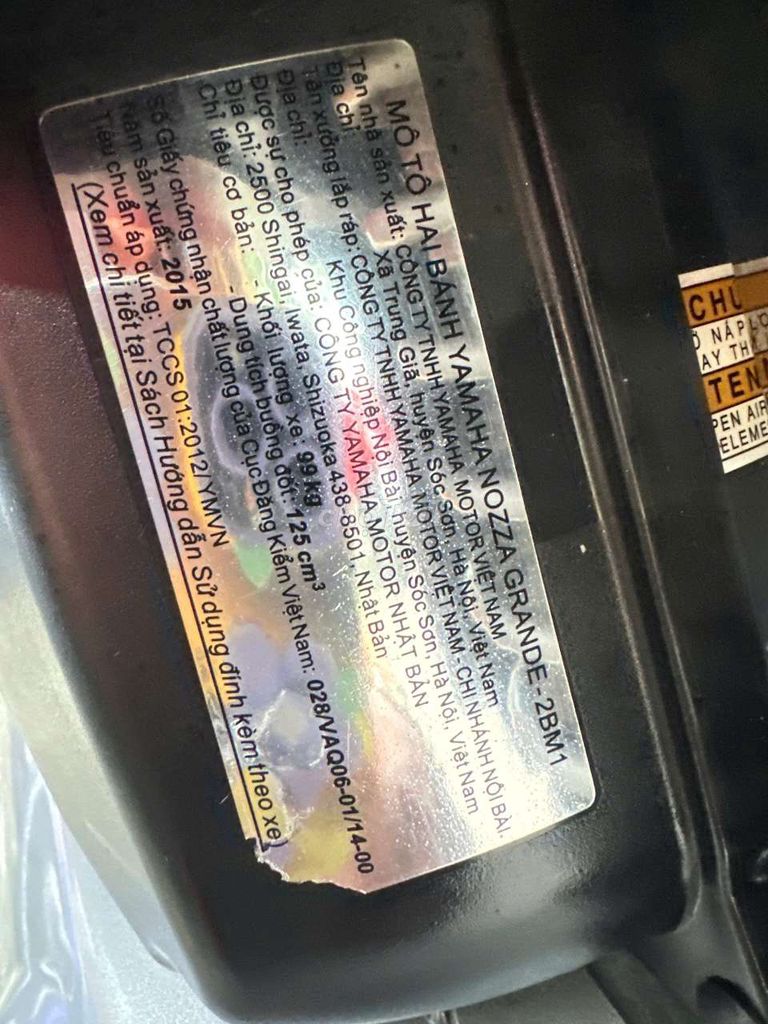 MÔ TÔ HAI BÁNH YAMAHA NOZZA GRANDE - 2BM1
Tên nhà sản xuất: CÔNG TY TNHH YAMAHA MOTOR VIỆT NAM
Địa chỉ: Xã Trung Giã, huyện Sóc Sơn, Hà Nội, Việt Nam
Tên xưởng lắp ráp: CÔNG TY TNHH YAMAHA MOTOR VIỆT NAM - CHI NHÁNH NỘI BÀI.
Địa chỉ: Khu Công nghiệp Nội Bài, huyện Sóc Sơn, Hà Nội, Việt Nam
Được sự cho phép của: CÔNG TY YAMAHA MOTOR NHẬT BẢN
Địa chỉ: 2500 Shingai, Iwata, Shizuoka 438-8501, Nhật Bản
Chỉ tiêu cơ bản: - Khối lượng xe: 99 kg
- Dung tích buồng đốt: 125 cm³
Số Giấy chứng nhận chất lượng của Cục Đăng Kiểm Việt Nam: 028/VAQ06-01/14-00
Năm sản xuất: 2015
Tiêu chuẩn áp dụng: TCCS 01:2012/YMVN
(Xem chi tiết tại Sách Hướng dẫn Sử dụng đính kèm theo xe)
CHÚ
NẮP LỌ
AY TH
TEN
PEN AIR
ELEME